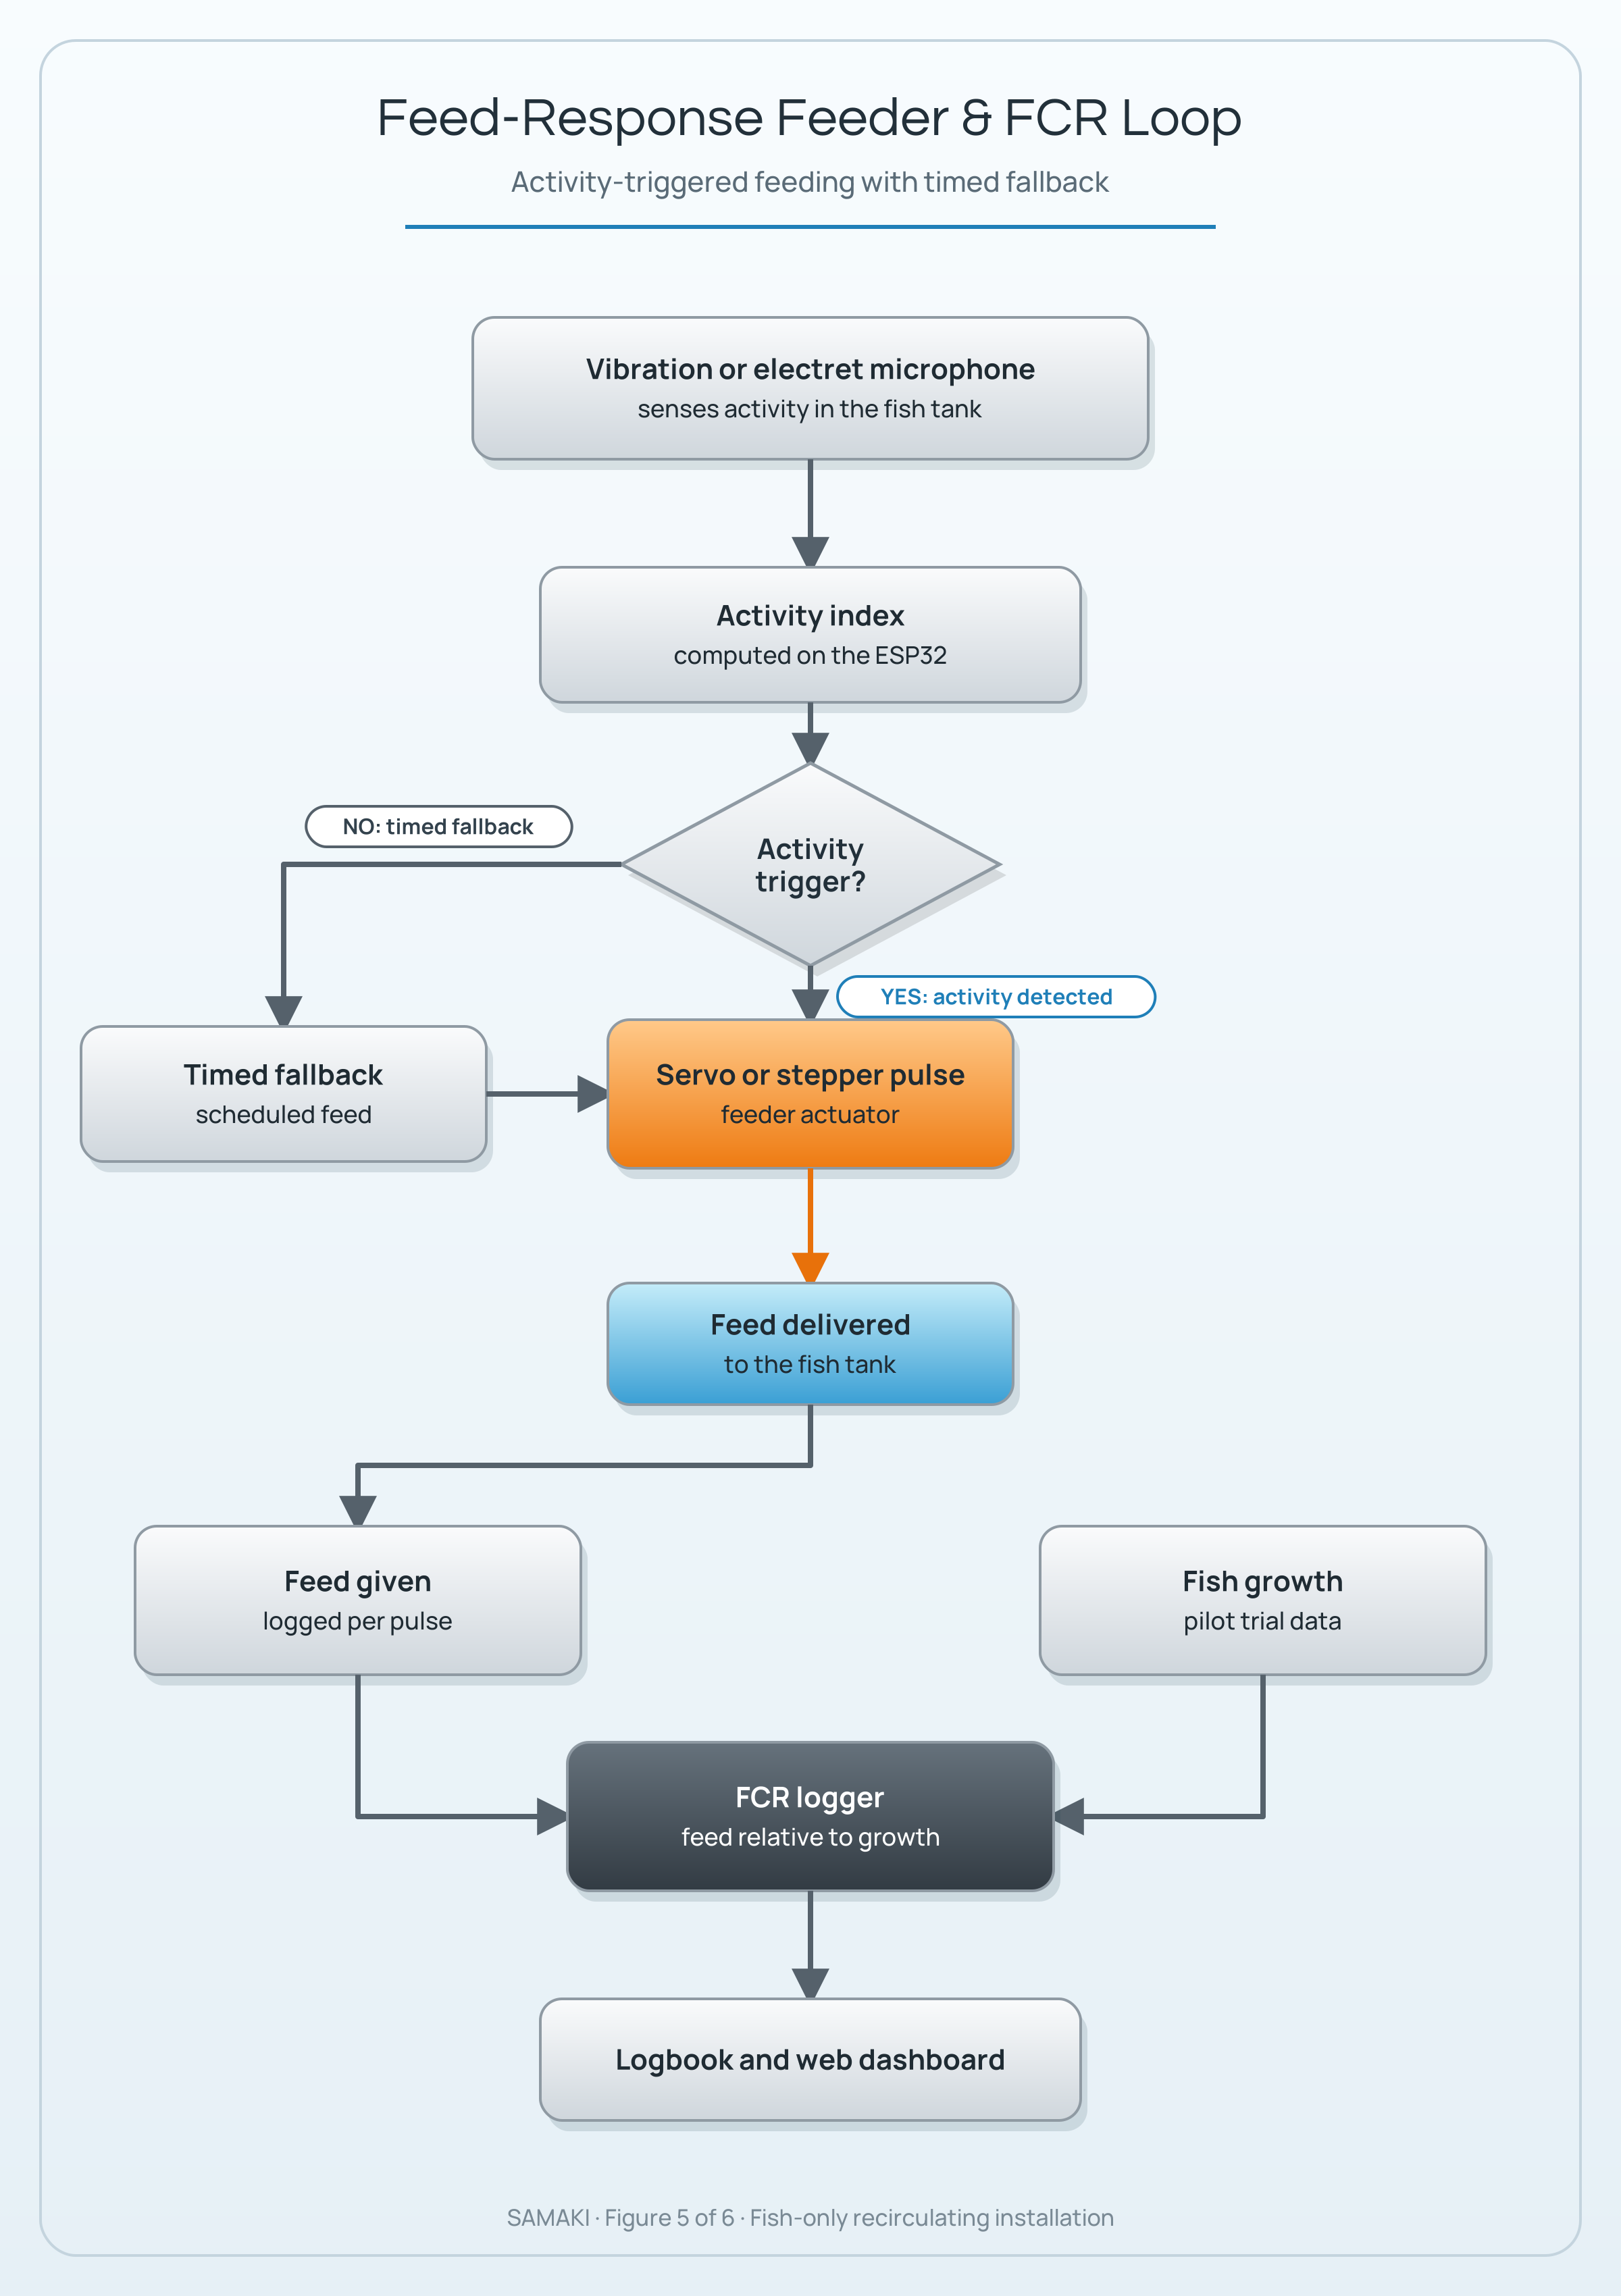 Feed-Response Feeder & FCR Loop
Activity-triggered feeding with timed fallback
Vibration or electret microphone
senses activity in the fish tank
Activity index
computed on the ESP32
Activity
trigger?
NO: timed fallback
YES: activity detected
Timed fallback
scheduled feed
Servo or stepper pulse
feeder actuator
Feed delivered
to the fish tank
Feed given
logged per pulse
Fish growth
pilot trial data
FCR logger
feed relative to growth
Logbook and web dashboard
SAMAKI · Figure 5 of 6 · Fish-only recirculating installation